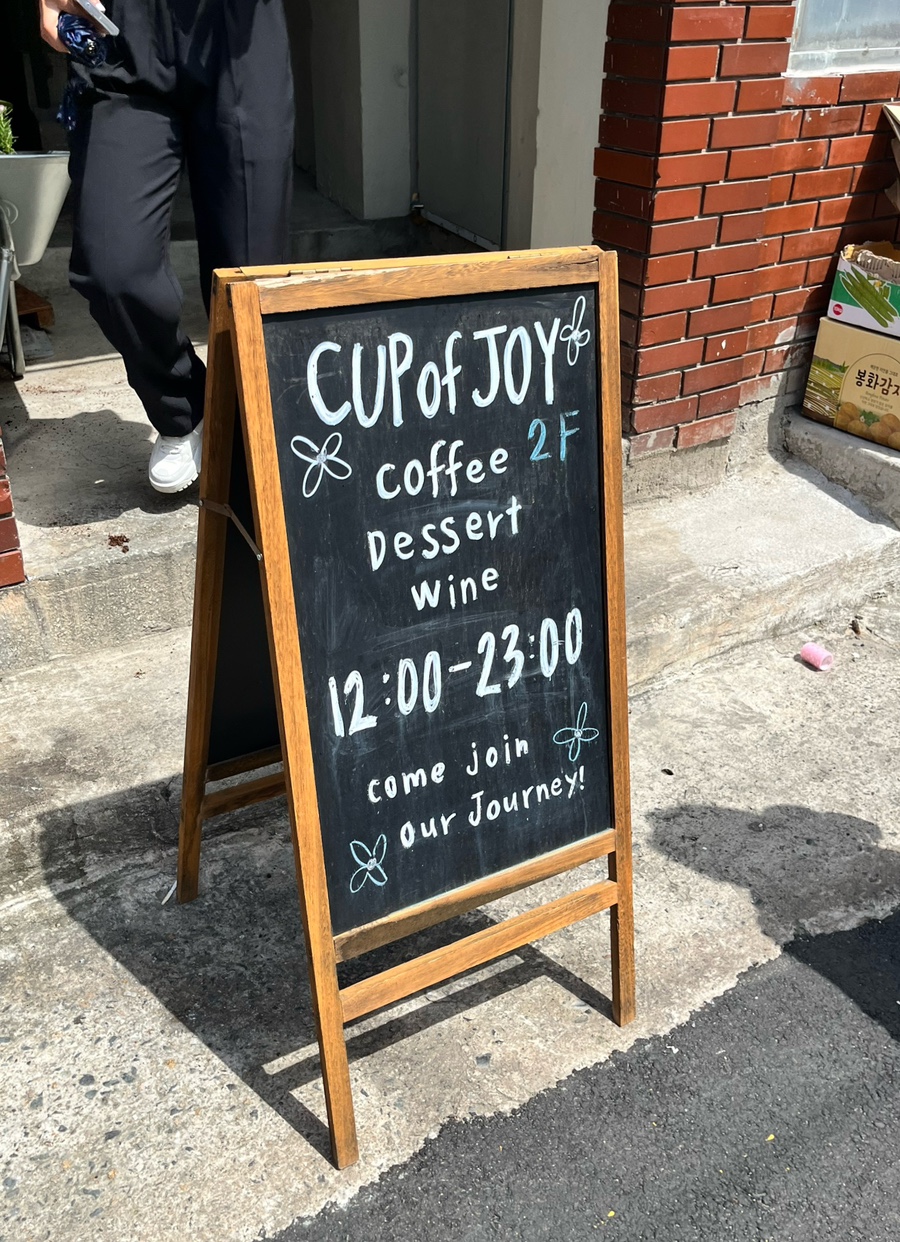 CUP of JOY
2F
coffee
Dessert
wine
12:00-23:00
come join
our Journey!
봉화감자